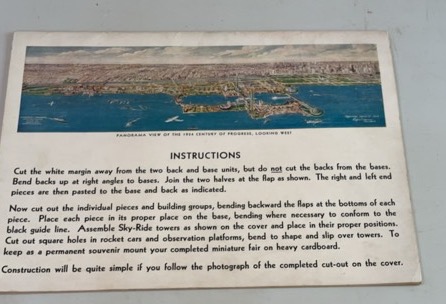 PANORAMA VIEW OF THE 1934 CENTURY OF PROGRESS, LOOKING WEST
INSTRUCTIONS
Cut the white margin away from the two back and base units, but do not cut the backs from the bases.
Bend backs up at right angles to bases. Join the two halves at the flap as shown. The right and left end
pieces are then pasted to the base and back as indicated.
Now cut out the individual pieces and building groups, bending backward the flaps at the bottoms of each
piece. Place each piece in its proper place on the base, bending where necessary to conform to the
black guide line. Assemble Sky-Ride towers as shown on the cover and place in their proper positions.
Cut out square holes in rocket cars and observation platforms, bend to shape and slip over towers. To
keep as a permanent souvenir mount your completed miniature fair on heavy cardboard.
Construction will be quite simple if you follow the photograph of the completed cut-out on the cover.